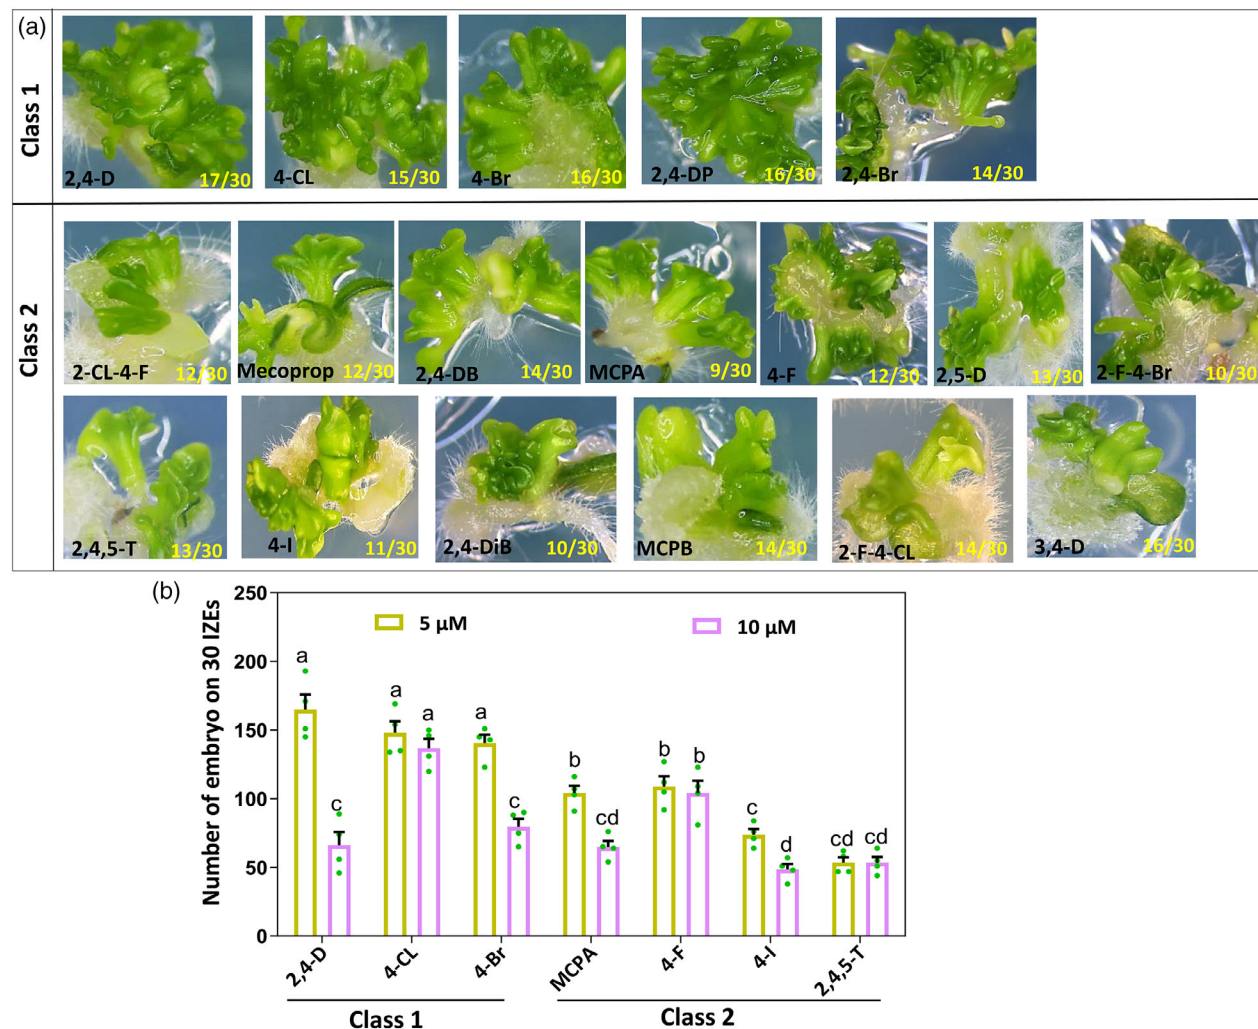 (a)
Class 1
2,4-D 17/30
4-CL 15/30
4-Br 16/30
2,4-DP 16/30
2,4-Br 14/30
Class 2
2-CL-4-F 12/30
Mecoprop 12/30
2,4-DB 14/30
MCPA 9/30
4-F 12/30
2,5-D 13/30
2-F-4-Br 10/30
2,4,5-T 13/30
4-I 11/30
2,4-DiB 10/30
MCPB 14/30
2-F-4-CL 14/30
3,4-D 16/30
(b)
Number of embryo on 30 IZEs
250
200
150
100
50
0
5 µM
10 µM
a
c
a
a
a
c
b
cd
b
b
c
d
cd
cd
2,4-D
4-CL
4-Br
MCPA
4-F
4-I
2,4,5-T
Class 1
Class 2